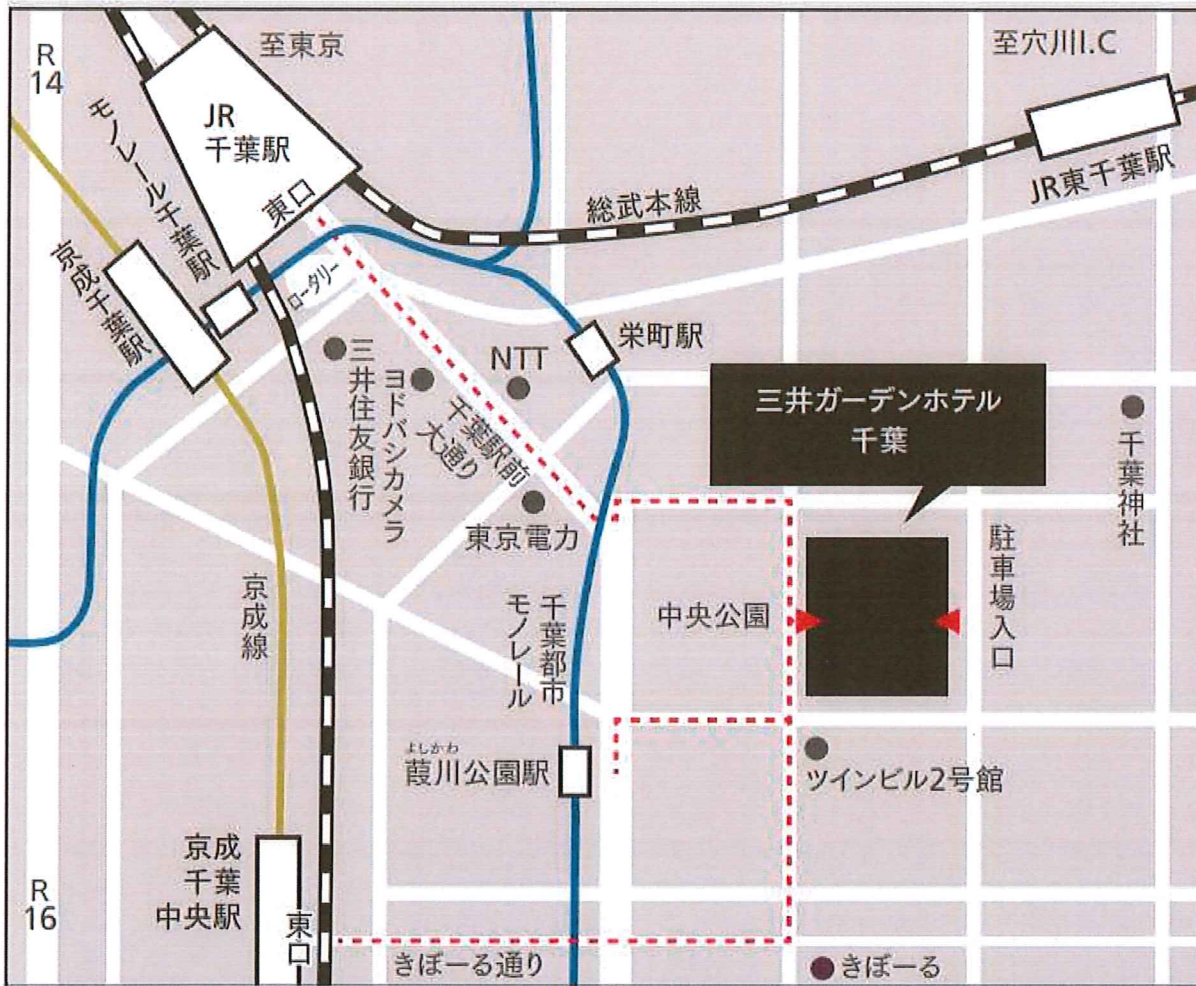 R
14
至東京
至穴川I.C
JR
千葉駅
モノレール千葉駅
東口
総武本線
JR東千葉駅
京成千葉駅
ロータリー
栄町駅
NTT
三井住友銀行
ヨドバシカメラ
千葉駅前
大通り
三井ガーデンホテル
千葉
千葉神社
東京電力
駐車場入口
京成線
千葉都市
モノレール
中央公園
よしかわ
葭川公園駅
ツインビル2号館
京成
千葉
中央駅
東口
R
16
きぼーる通り
きぼーる